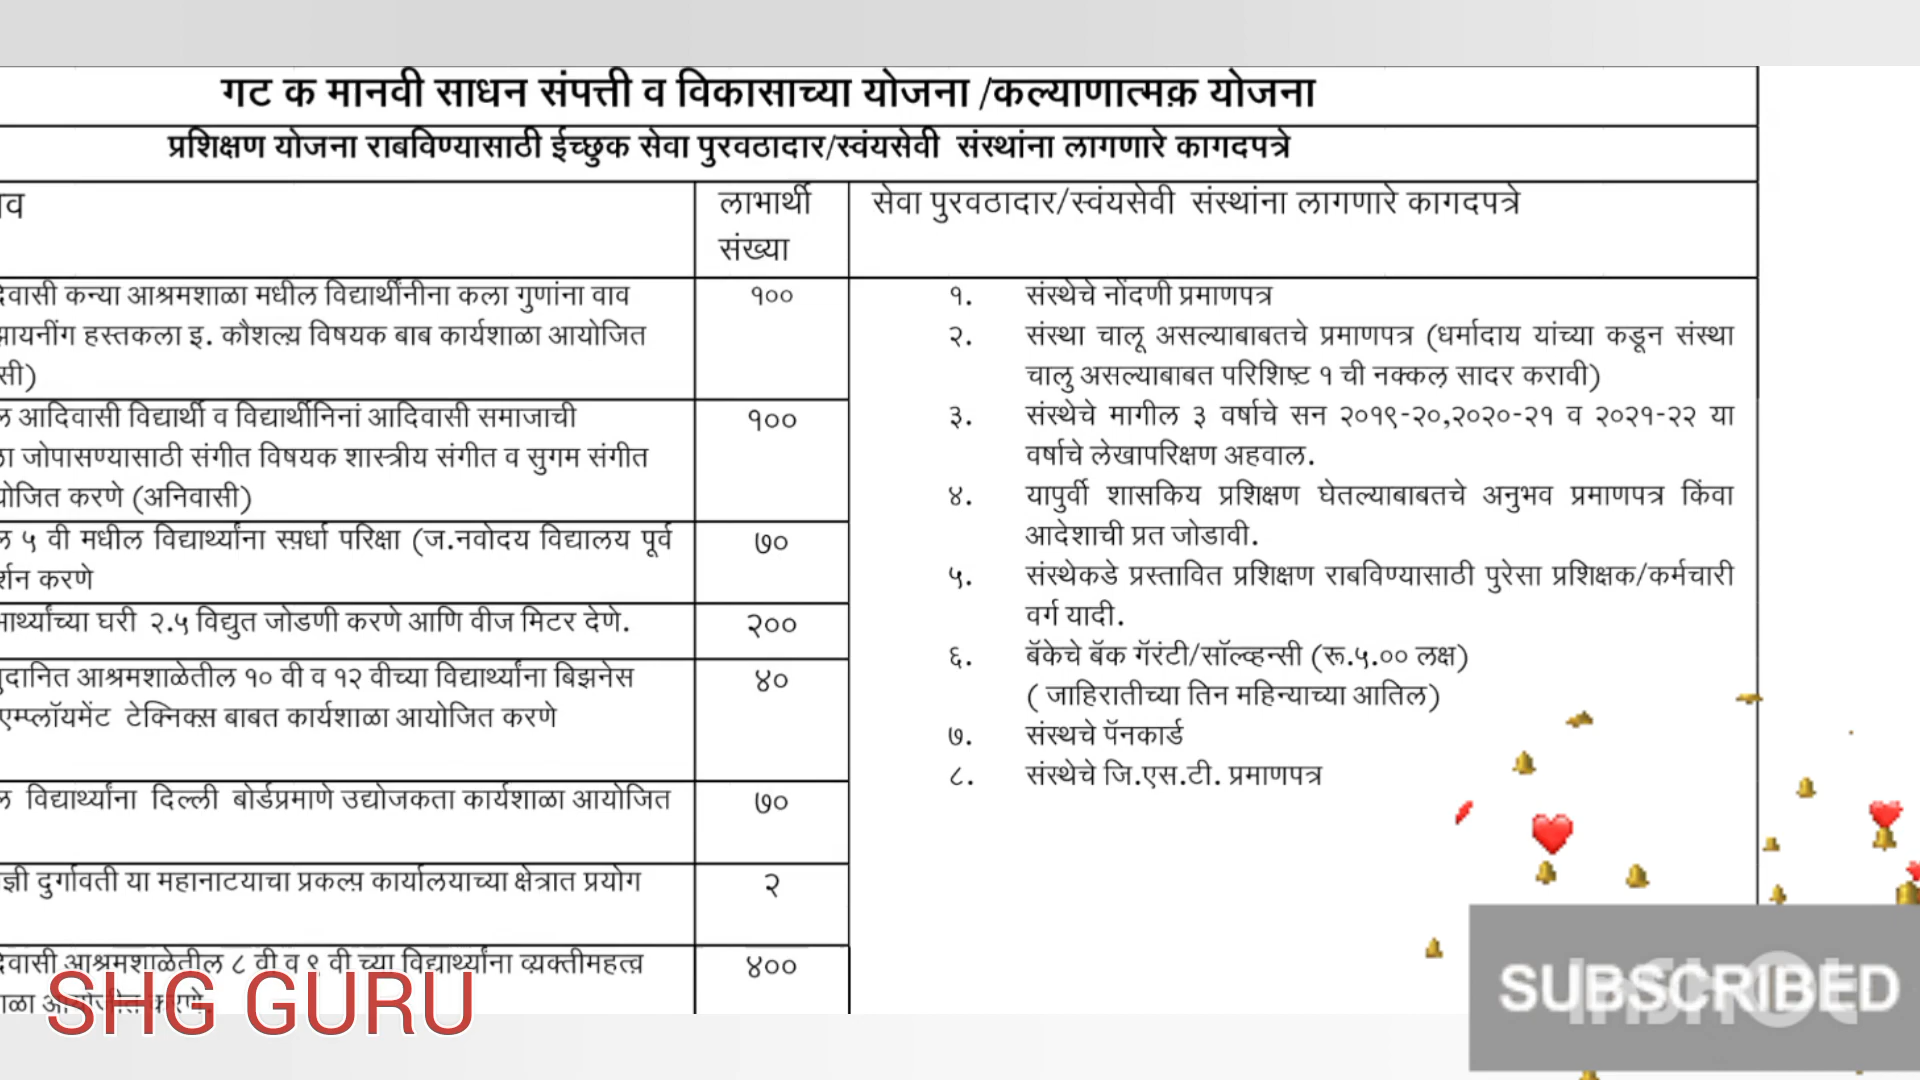 गट क मानवी साधन संपत्ती व विकासाच्या योजना /कल्याणात्मक़ योजना
प्रशिक्षण योजना राबविण्यासाठी ईच्छुक सेवा पुरवठादार/स्वंयसेवी संस्थांना लागणारे कागदपत्रे
लाभार्थी
संख्या
सेवा पुरवठादार/स्वंयसेवी संस्थांना लागणारे कागदपत्रे
कन्या आश्रमशाळा मधील विद्यार्थीनीना कला गुणांना वाव
हस्तकला इ. कौशल्य़ विषयक बाब कार्यशाळा आयोजित
१००
आदिवासी विद्यार्थी व विद्यार्थीनिनां आदिवासी समाजाची
जोपासण्यासाठी संगीत विषयक शास्त्रीय संगीत व सुगम संगीत
करणे (अनिवासी)
१००
५ वी मधील विद्यार्थ्यांना स्प़र्धा परिक्षा (ज.नवोदय विद्यालय पूर्व
करणे
७०
घरी २.५ विद्युत जोडणी करणे आणि वीज मिटर देणे.
२००
आश्रमशाळेतील १० वी व १२ वीच्या विद्यार्थ्यांना बिझनेस
एम्प्लॉयमेंट टेक्निक्स़ बाबत कार्यशाळा आयोजित करणे
४०
विद्यार्थ्यांना दिल्ली बोर्डप्रमाणे उद्योजकता कार्यशाळा आयोजित
७०
दुर्गावती या महानाटयाचा प्रकल्प़ कार्यालयाच्या क्षेत्रात प्रयोग
२
आश्रमशाळेतील ८ वी व ९ वी च्या विद्यार्थ्यांना व्य़क्तीमहत्व़
४००
१. संस्थेचे नोंदणी प्रमाणपत्र
२. संस्था चालू असल्याबाबतचे प्रमाणपत्र (धर्मादाय यांच्या कडून संस्था
चालु असल्याबाबत परिशिष्ट़ १ ची नक्कल़ सादर करावी)
३. संस्थेचे मागील ३ वर्षाचे सन २०१९-२०,२०२०-२१ व २०२१-२२ या
वर्षाचे लेखापरिक्षण अहवाल.
४. यापुर्वी शासकिय प्रशिक्षण घेतल्याबाबतचे अनुभव प्रमाणपत्र किंवा
आदेशाची प्रत जोडावी.
५. संस्थेकडे प्रस्तावित प्रशिक्षण राबविण्यासाठी पुरेसा प्रशिक्षक/कर्मचारी
वर्ग यादी.
६. बॅकेचे बॅक गॅरंटी/सॉल्व्हन्सी (रू.५.०० लक्ष)
( जाहिरातीच्या तिन महिन्याच्या आतिल)
७. संस्थचे पॅनकार्ड
८. संस्थेचे जि.एस.टी. प्रमाणपत्र
SHG GURU
SUBSCRIBED